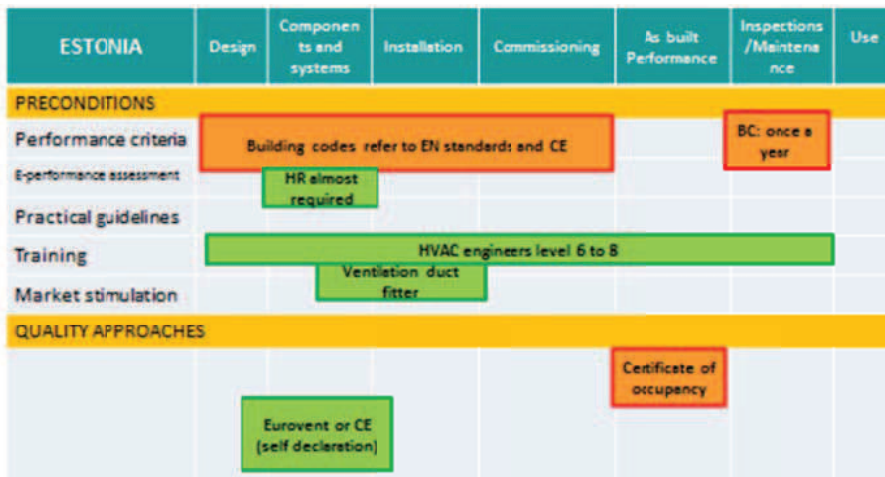 ESTONIA
Design
Componen
ts and
systems
Installation
Commissioning
As built
Performance
Inspections
/Maintena
nce
Use
PRECONDITIONS
Performance criteria
Building codes refer to EN standards and CE
BC: once a
year
E-performance assessment
HR almost
required
Practical guidelines
Training
HVAC engineers level 6 to 8
Ventilation duct
fitter
Market stimulation
QUALITY APPROACHES
Certificate of
occupancy
Eurovent or CE
(self declaration)